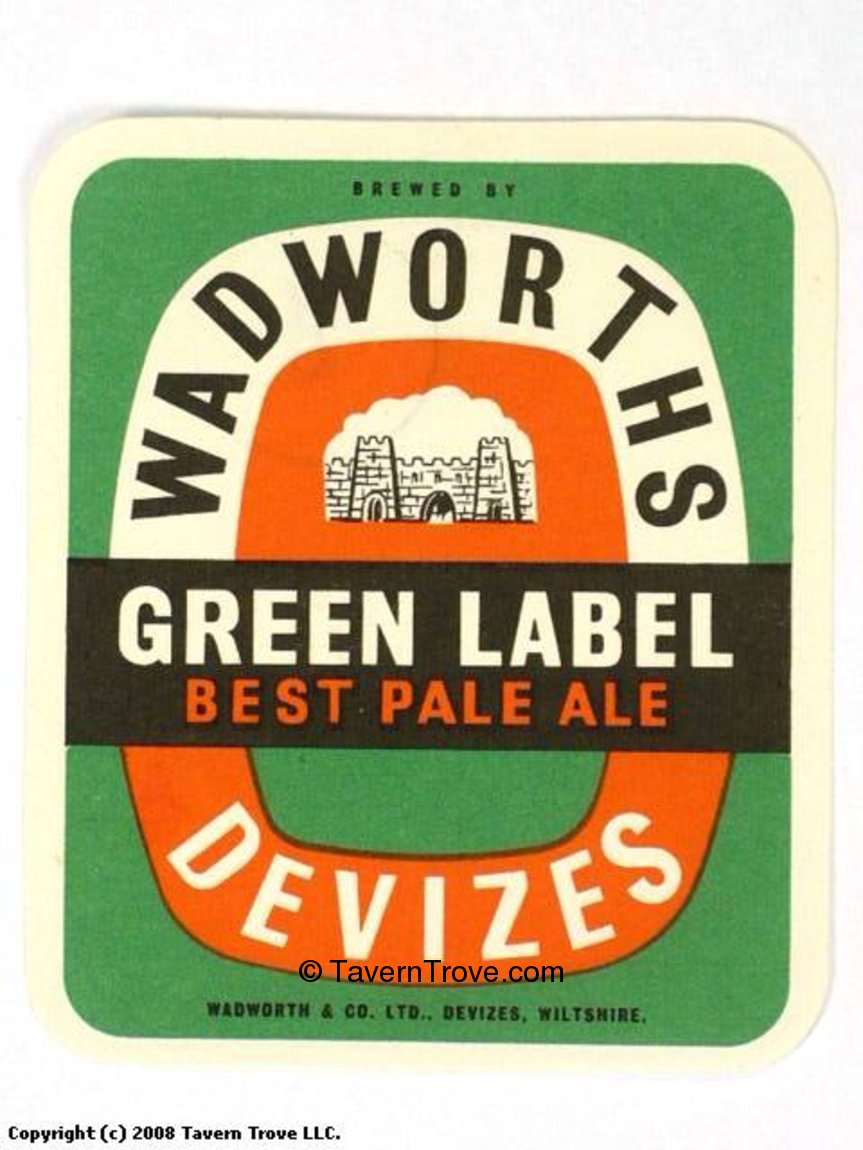 BREWED BY
WADWORTHS
GREEN LABEL
BEST PALE ALE
DEVIZES
© TavernTrove.com
WADWORTH & CO. LTD., DEVIZES, WILTSHIRE.
Copyright (c) 2008 Tavern Trove LLC.